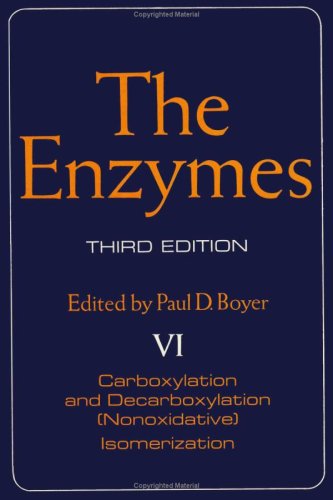 The
Enzymes
THIRD EDITION
Edited by Paul D. Boyer
VI
Carboxylation
and Decarboxylation
(Nonoxidative)
Isomerization